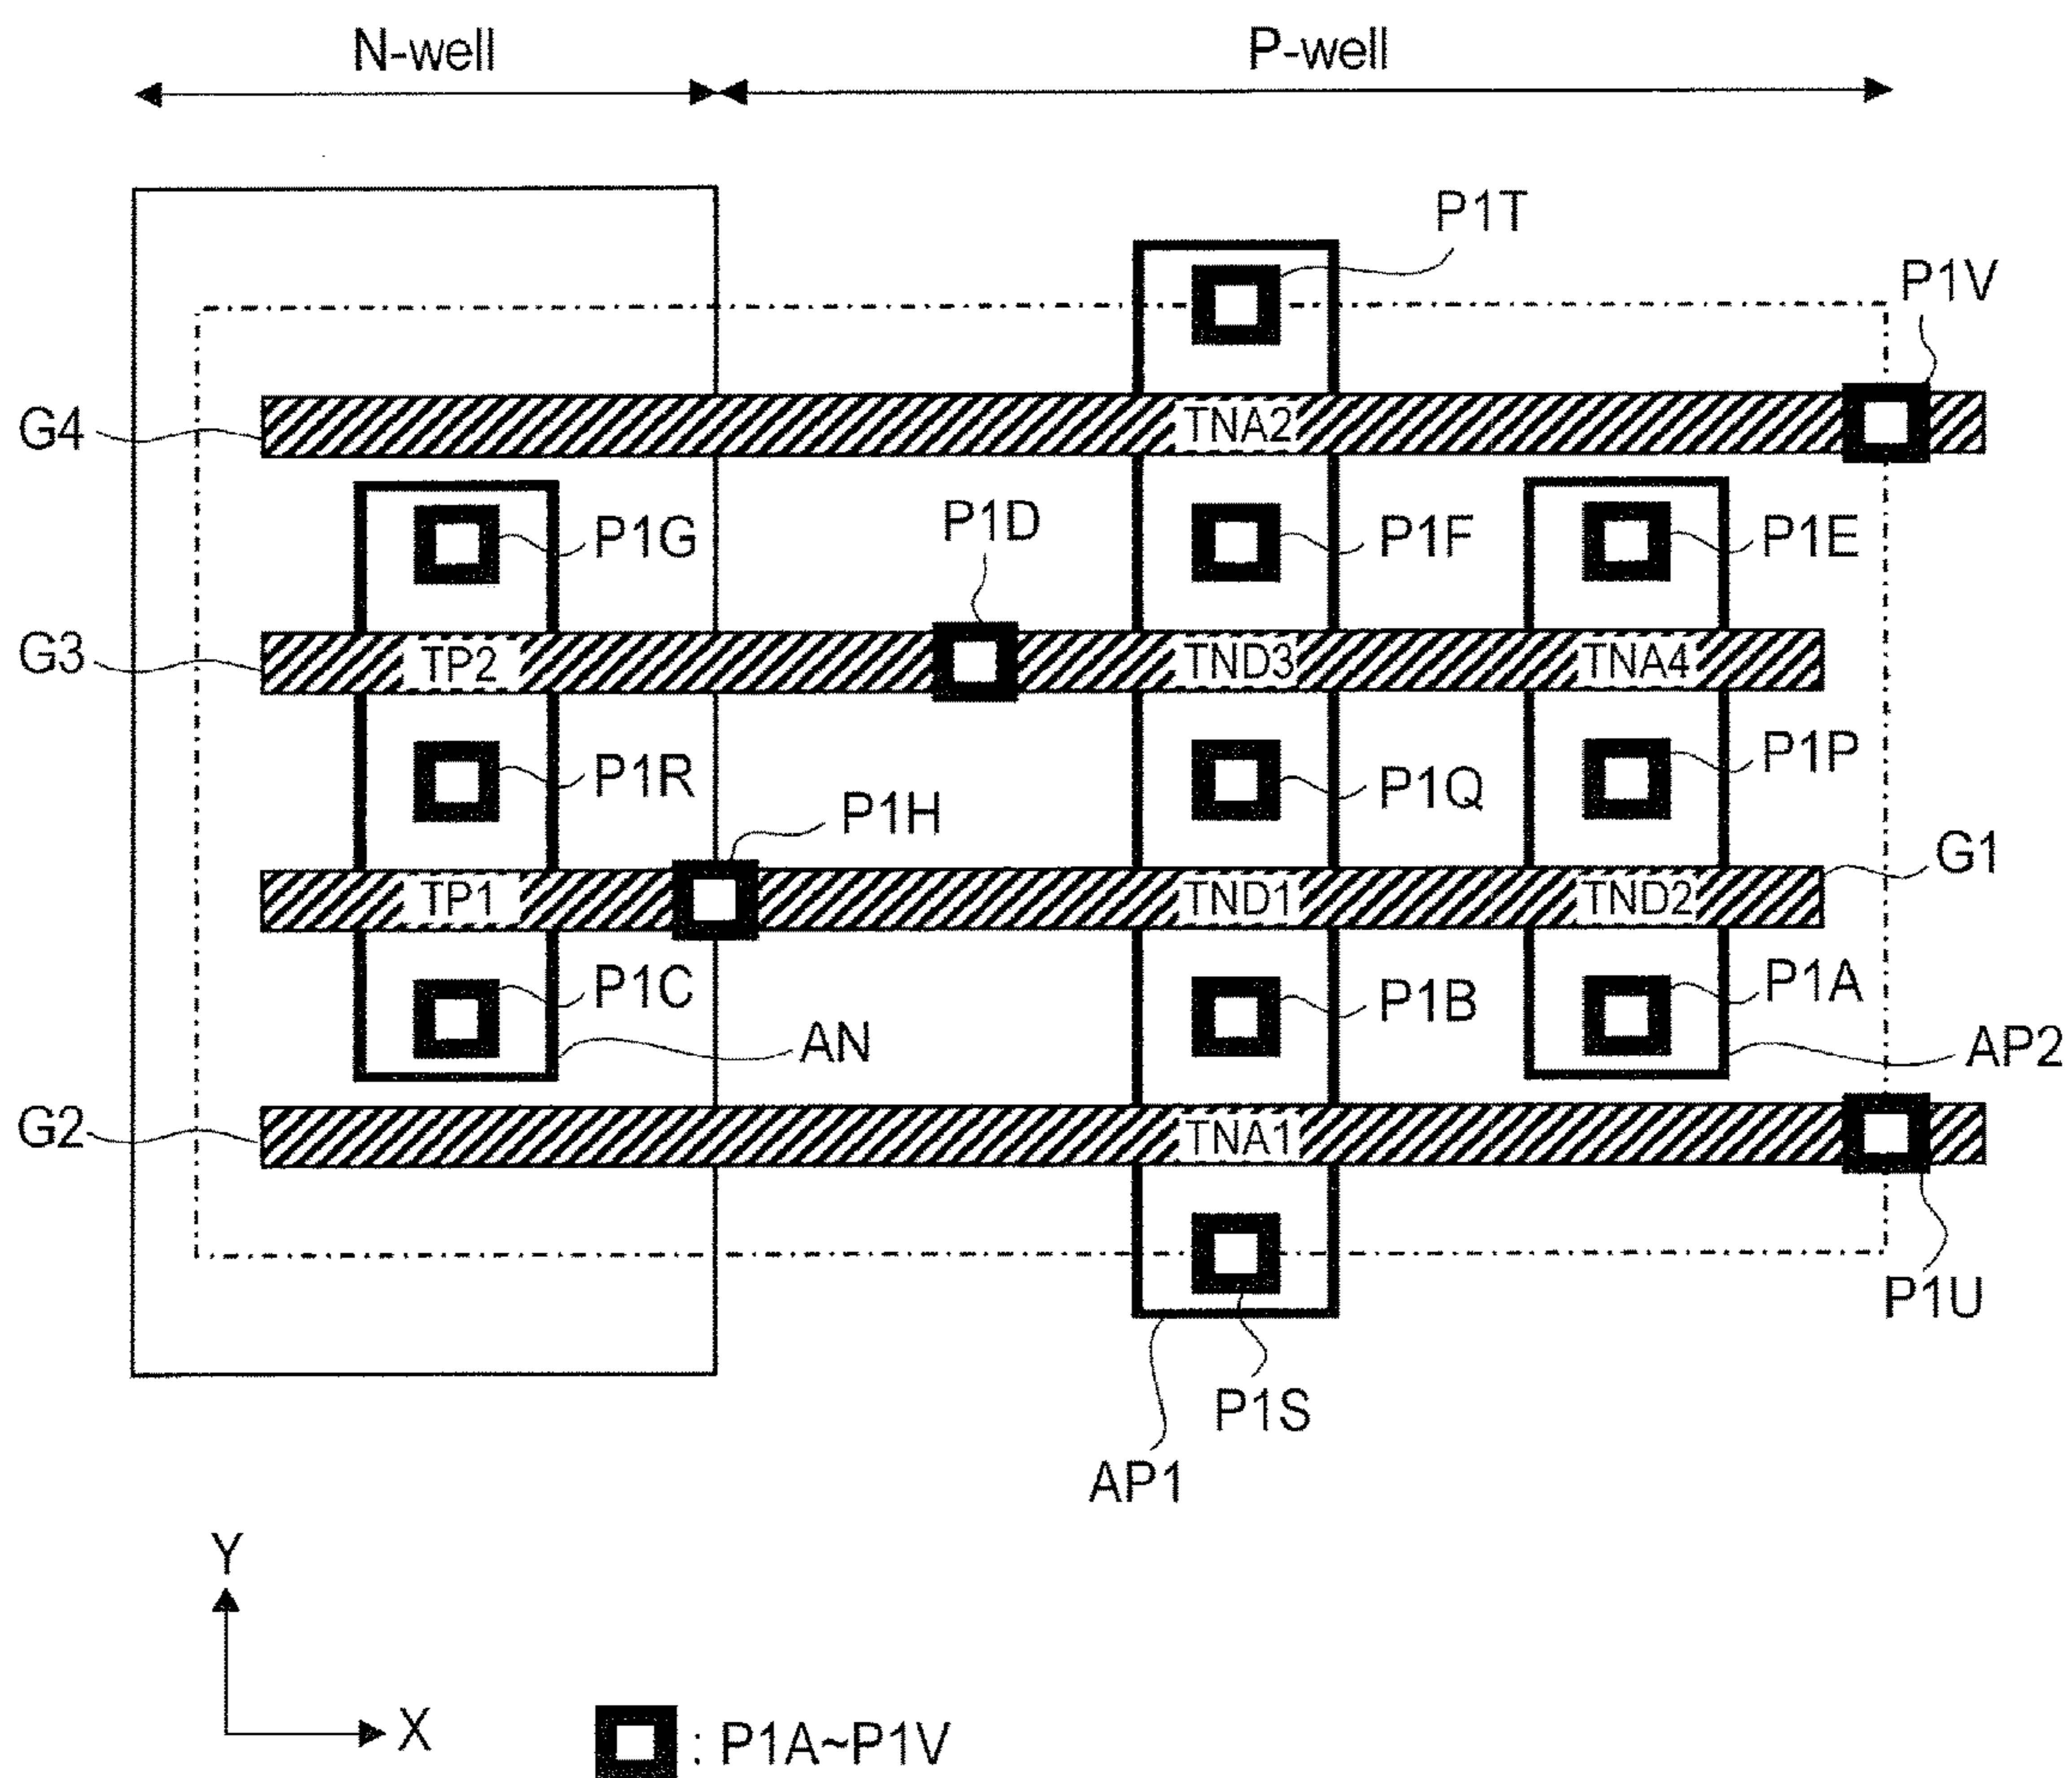 N-well P-well
P1T
P1V
G4 TNA2
P1G P1D P1F P1E
G3 TP2 TND3 TNA4
P1R P1Q P1P
P1H
G1
TP1 TND1 TND2
P1C P1B P1A
AN AP2
G2 TNA1
P1U
P1S
AP1
Y
X : P1A~P1V